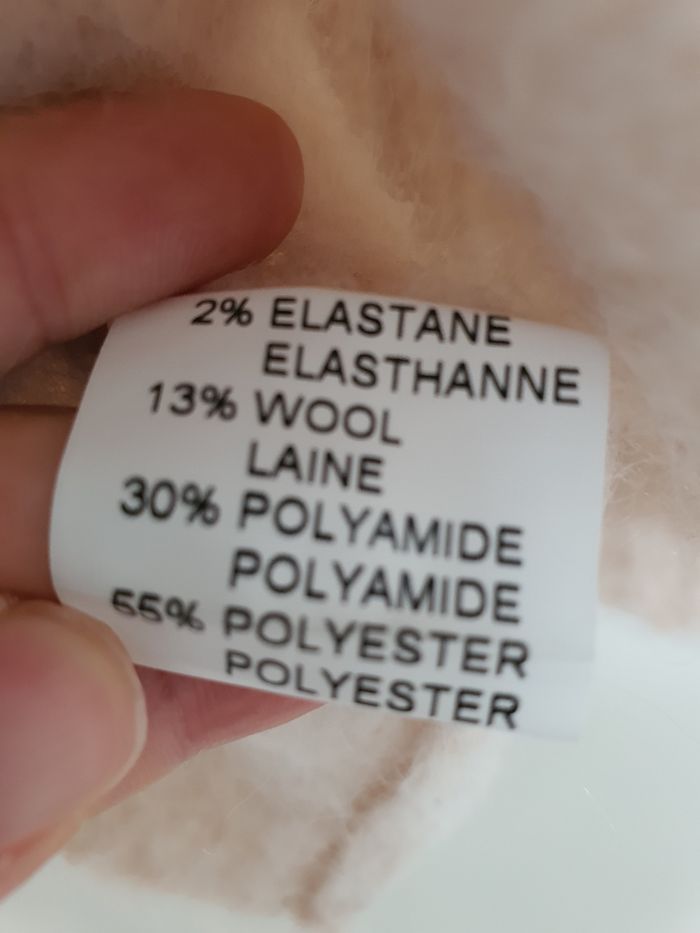 2% ELASTANE
ELASTHANNE
13% WOOL
LAINE
30% POLYAMIDE
POLYAMIDE
55% POLYESTER
POLYESTER